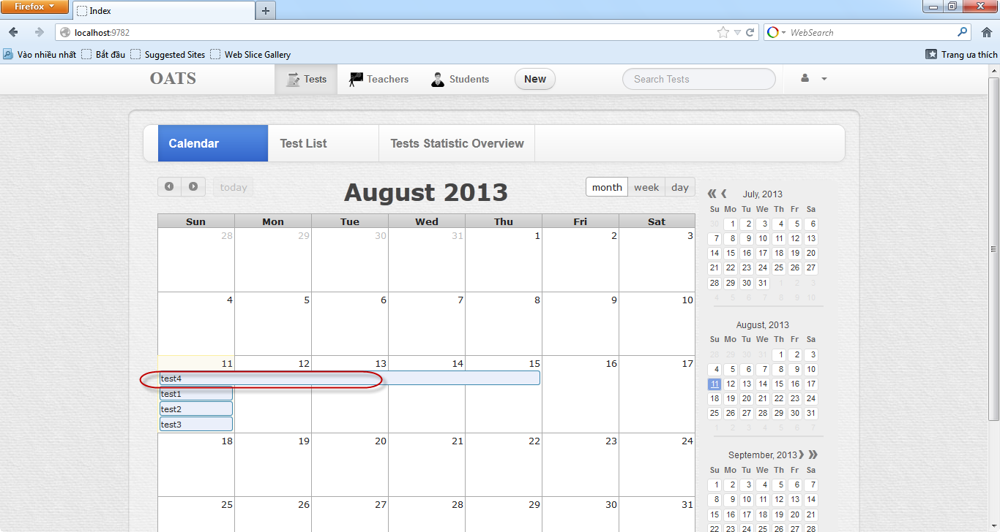 Firefox
Index
localhost:9782
WebSearch
Vào nhiều nhất Bắt đầu Suggested Sites Web Slice Gallery Trang ưa thích
OATS Tests Teachers Students New Search Tests
Calendar Test List Tests Statistic Overview
today August 2013 month week day
Sun Mon Tue Wed Thu Fri Sat
28 29 30 31 1 2 3
4 5 6 7 8 9 10
11 12 13 14 15 16 17
test4
test1
test2
test3
18 19 20 21 22 23 24
25 26 27 28 29 30 31
July, 2013
Su Mo Tu We Th Fr Sa
30 1 2 3 4 5 6
7 8 9 10 11 12 13
14 15 16 17 18 19 20
21 22 23 24 25 26 27
28 29 30 31 1 2 3
4 5 6 7 8 9 10
August, 2013
Su Mo Tu We Th Fr Sa
28 29 30 31 1 2 3
4 5 6 7 8 9 10
11 12 13 14 15 16 17
18 19 20 21 22 23 24
25 26 27 28 29 30 31
1 2 3 4 5 6 7
September, 2013
Su Mo Tu We Th Fr Sa
1 2 3 4 5 6 7
8 9 10 11 12 13 14
15 16 17 18 19 20 21
22 23 24 25 26 27 28